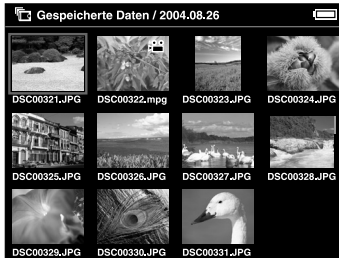 Gespeicherte Daten / 2004.08.26
DSC00321.JPG DSC00322.mpg DSC00323.JPG DSC00324.JPG
DSC00325.JPG DSC00326.JPG DSC00327.JPG DSC00328.JPG
DSC00329.JPG DSC00330.JPG DSC00331.JPG